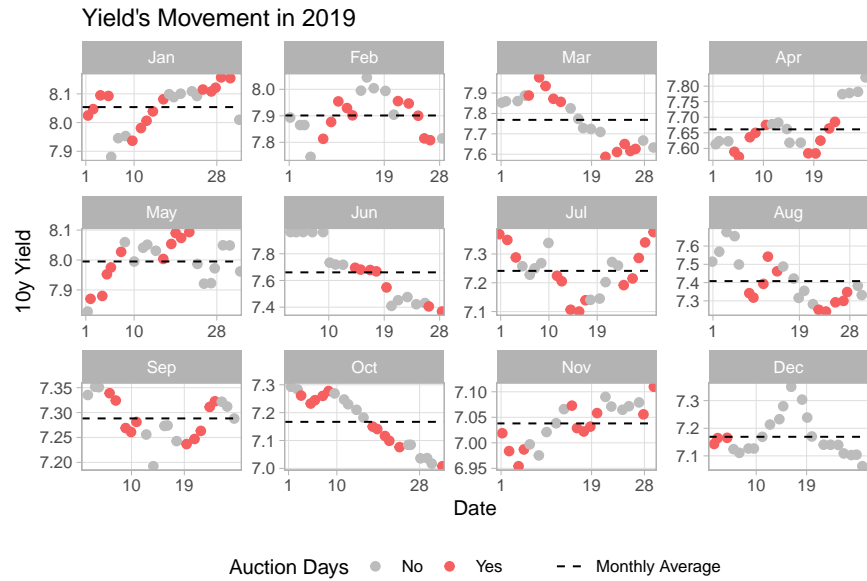 Yield's Movement in 2019
Jan Feb Mar Apr
8.1 8.0 7.9
8.0 7.9 7.8
7.9 7.8 7.7 7.6
7.80 7.75 7.70 7.65 7.60
1 10 28 1 19 28 1 19 28 1 10 19
May Jun Jul Aug
8.1 8.0 7.9
7.8 7.6 7.4
7.3 7.2 7.1
7.6 7.5 7.4 7.3
1 10 28 10 19 28 1 10 28 1 19 28
10y Yield
Sep Oct Nov Dec
7.35 7.30 7.25 7.20
7.3 7.2 7.1 7.0
7.10 7.05 7.00 6.95
7.3 7.2 7.1
10 19 1 10 28 1 19 28 10 19
Date
Auction Days No Yes Monthly Average